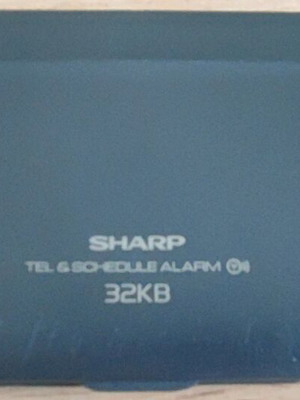 SHARP
TEL & SCHEDULE ALARM
32KB